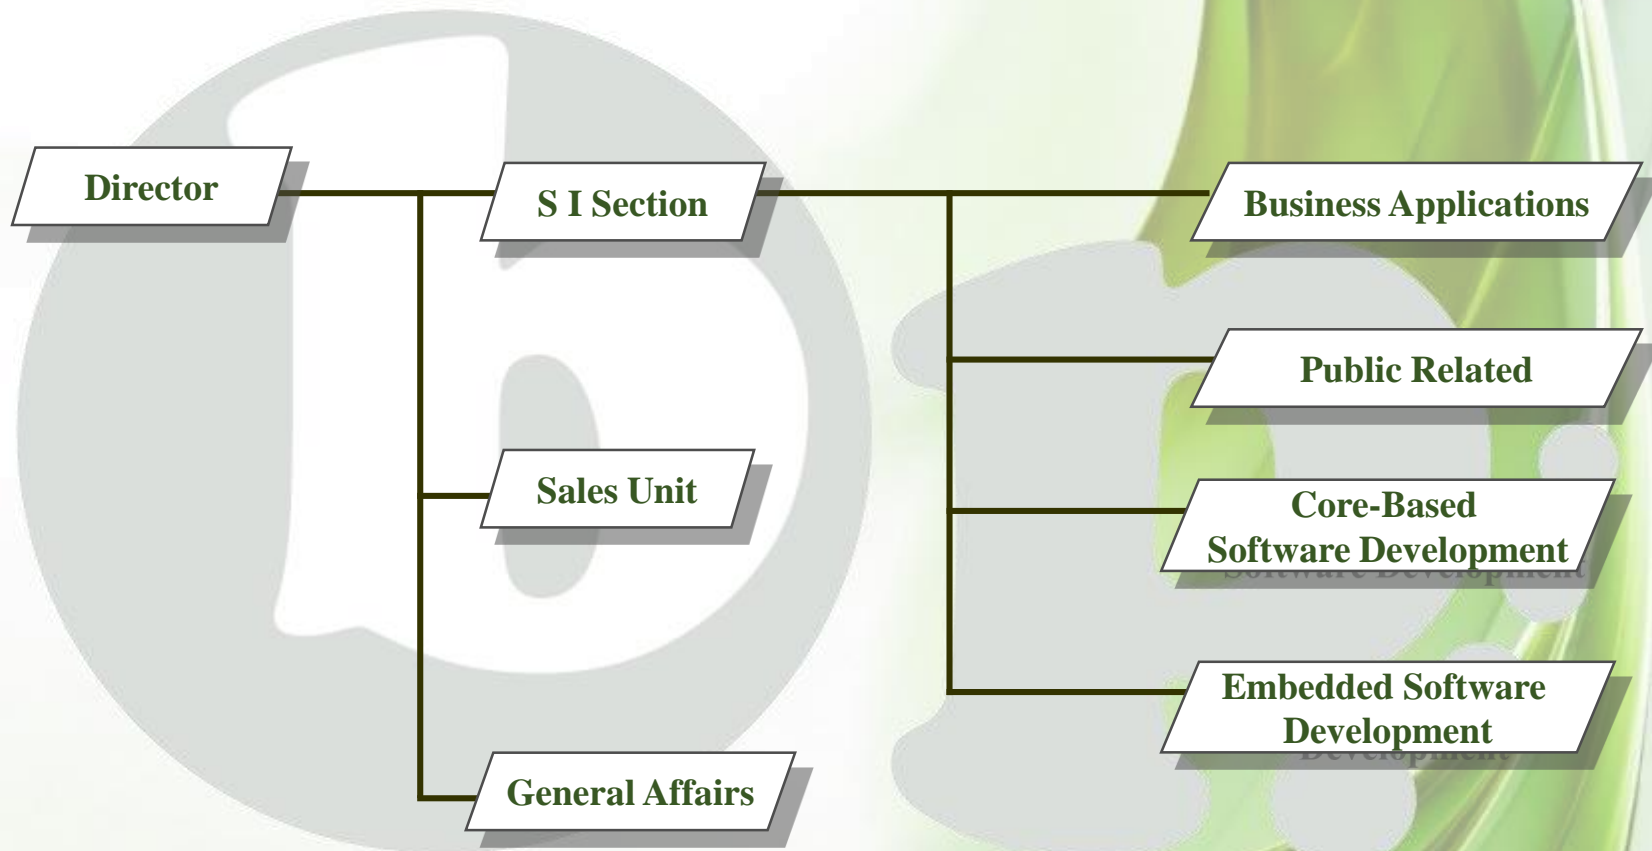 Director
S I Section
Business Applications
Public Related
Sales Unit
Core-Based
Software Development
Embedded Software
Development
General Affairs